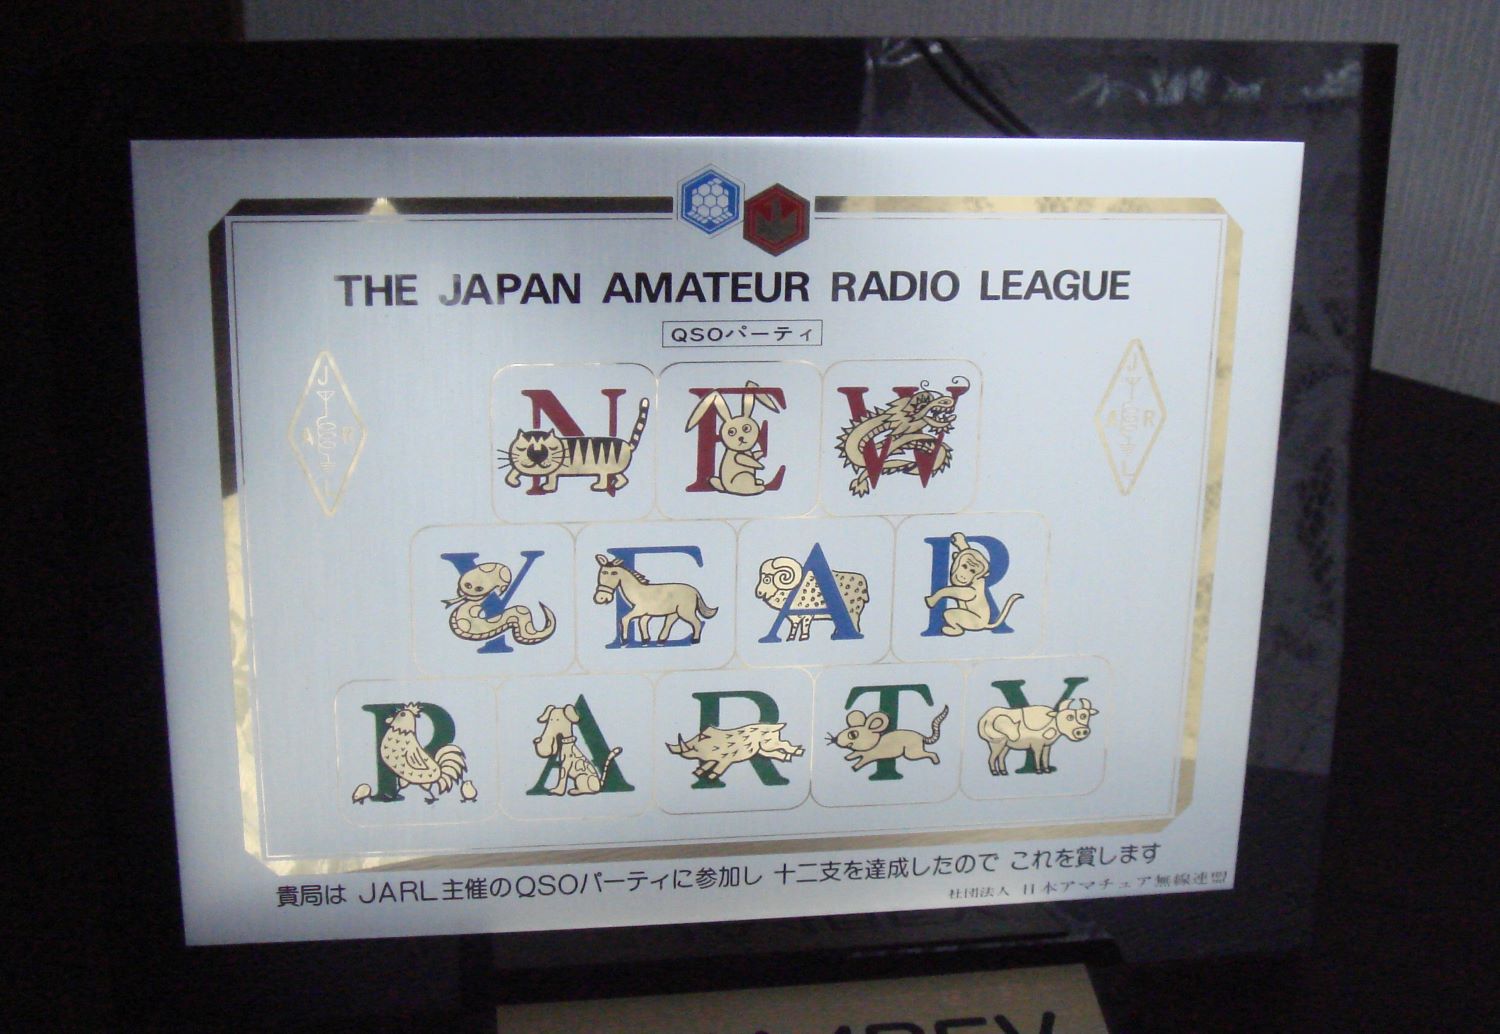 THE JAPAN AMATEUR RADIO LEAGUE
QSOパーティ
J
A R
L
J
A R
L
NEW
YEAR
PARTY
貴局は JARL主催のQSOパーティに参加し 十二支を達成したので これを賞します
社団法人 日本アマチュア無線連盟